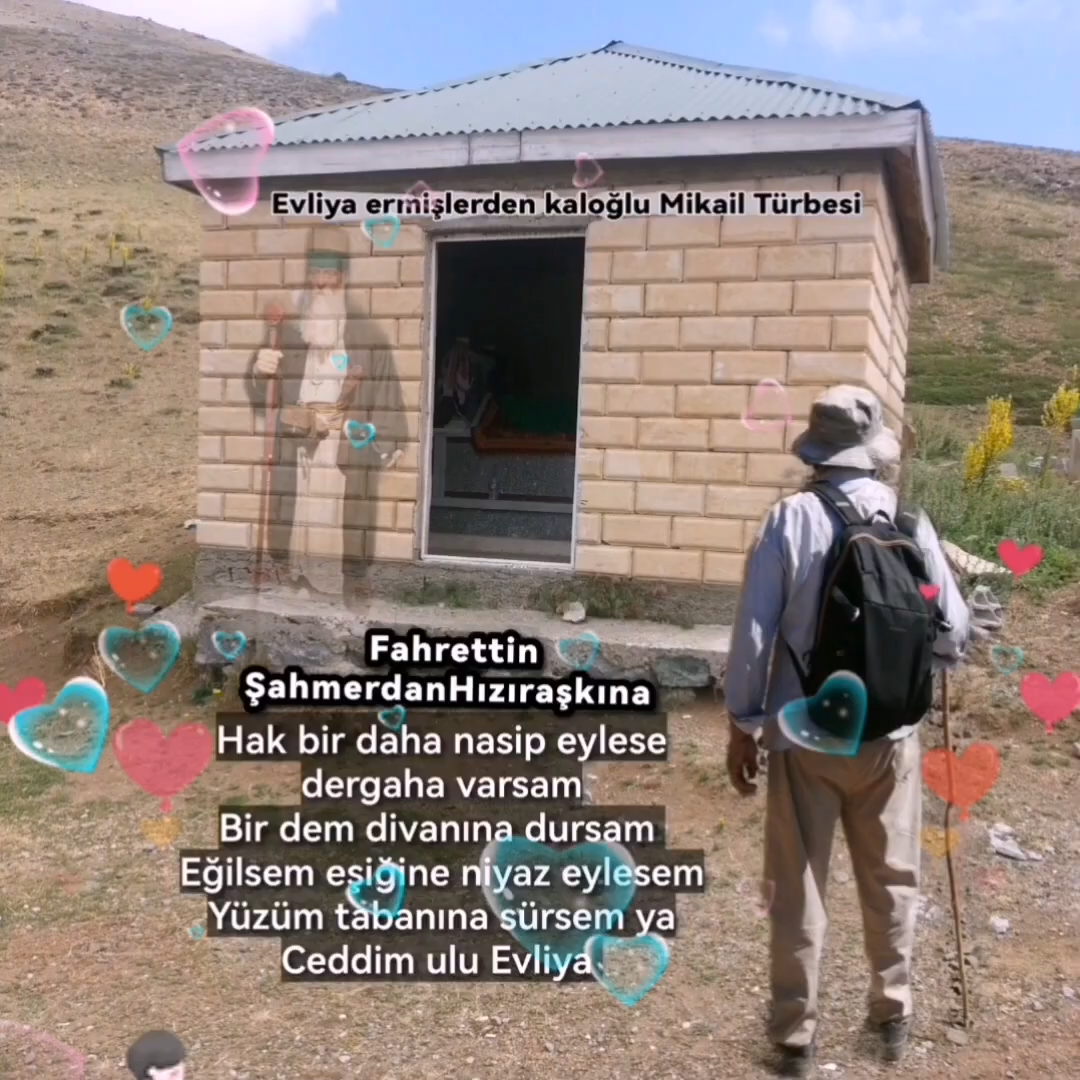 Evliya ermişlerden kaloğlu Mikail Türbesi
Fahrettin
ŞahmerdanHızıraşkına
Hak bir daha nasip eylese
dergaha varsam
Bir dem divanına dursam
Eğilsem eşiğine niyaz eylesem
Yüzüm tabanına sürsem ya
Ceddim ulu Evliya